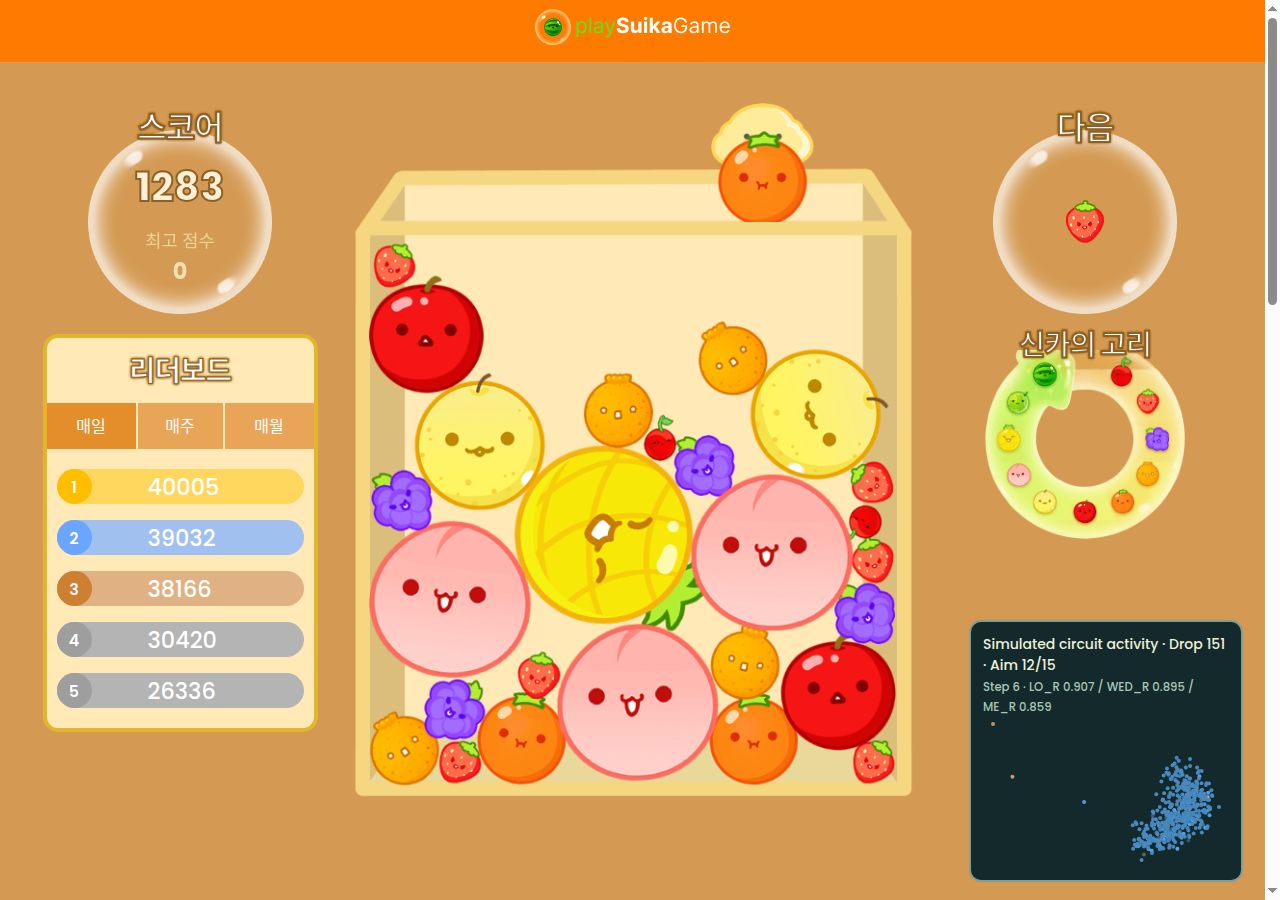 playSuikaGame
스코어
1283
최고 점수
0
다음
신카의 고리
리더보드
매일 매주 매월
1 40005
2 39032
3 38166
4 30420
5 26336
Simulated circuit activity · Drop 151
· Aim 12/15
Step 6 · LO_R 0.907 / WED_R 0.895 /
ME_R 0.859